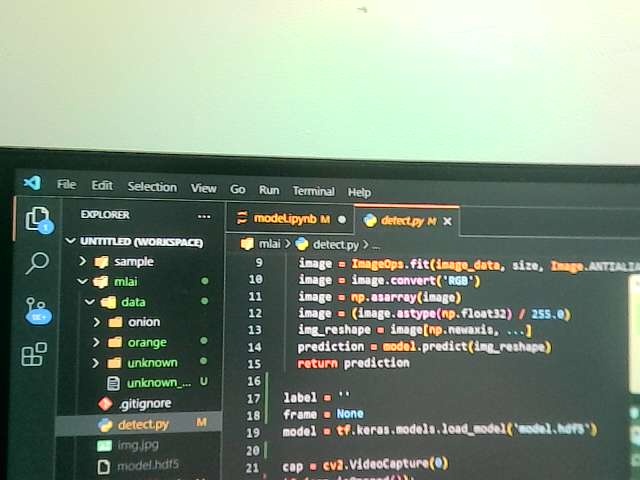 File Edit Selection View Go Run Terminal Help
EXPLORER ...
model.ipynb M
detect.py M
UNTITLED (WORKSPACE)
sample
mlai
data
onion
orange
unknown
unknown_... U
.gitignore
detect.py M
img.jpg
model.hdf5
mlai > detect.py > ...
9 image = ImageOps.fit(image_data, size, Image.ANTIALIA
10 image = image.convert('RGB')
11 image = np.asarray(image)
12 image = (image.astype(np.float32) / 255.0)
13 img_reshape = image[np.newaxis, ...]
14 prediction = model.predict(img_reshape)
15 return prediction
16
17 label = ''
18 frame = None
19 model = tf.keras.models.load_model('model.hdf5')
20
21 cap = cv2.VideoCapture(0)